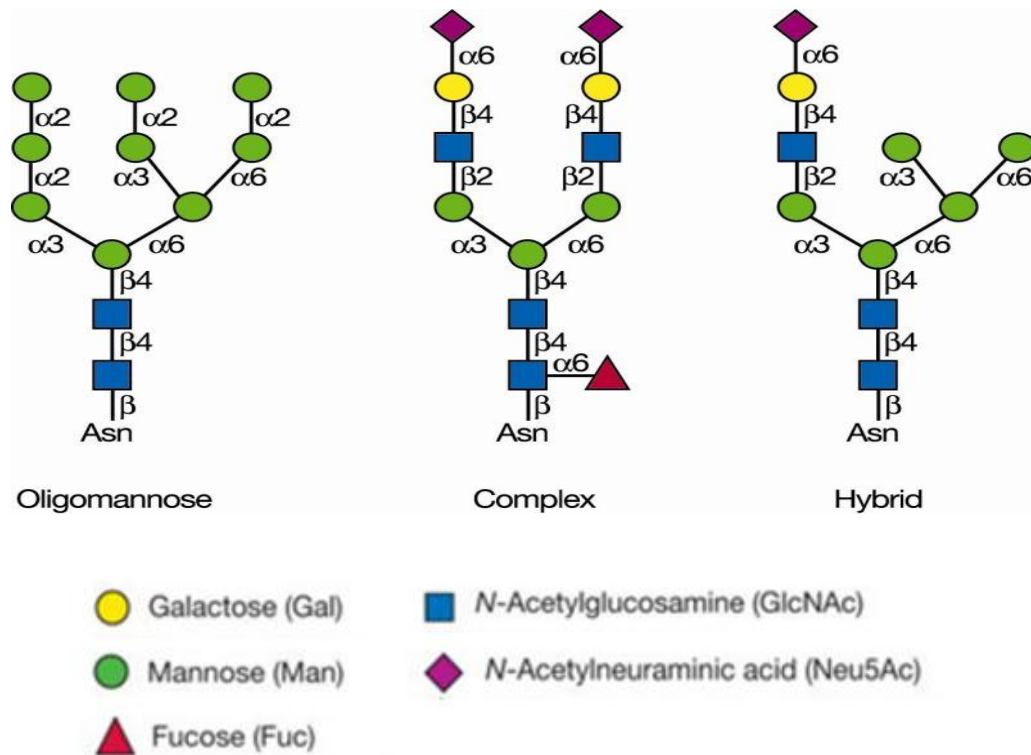 α6 α6 α6
α2 α2 α2 β4 β4 β4
α2 α3 α6 β2 β2 β2 α3 α6
α3 α6 α3 α6 α3 α6
β4 β4 β4
β4 β4 β4
α6
β β β
Asn Asn Asn
Oligomannose Complex Hybrid
Galactose (Gal) N-Acetylglucosamine (GlcNAc)
Mannose (Man) N-Acetylneuraminic acid (Neu5Ac)
Fucose (Fuc)